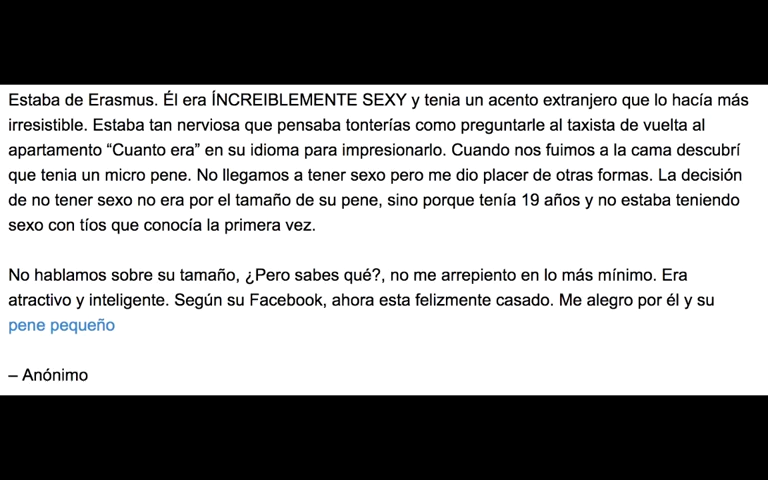 Estaba de Erasmus. Él era ÍNCREIBLEMENTE SEXY y tenia un acento extranjero que lo hacía más
irresistible. Estaba tan nerviosa que pensaba tonterías como preguntarle al taxista de vuelta al
apartamento “Cuanto era” en su idioma para impresionarlo. Cuando nos fuimos a la cama descubrí
que tenia un micro pene. No llegamos a tener sexo pero me dio placer de otras formas. La decisión
de no tener sexo no era por el tamaño de su pene, sino porque tenía 19 años y no estaba teniendo
sexo con tíos que conocía la primera vez.
No hablamos sobre su tamaño, ¿Pero sabes qué?, no me arrepiento en lo más mínimo. Era
atractivo y inteligente. Según su Facebook, ahora esta felizmente casado. Me alegro por él y su
pene pequeño
– Anónimo